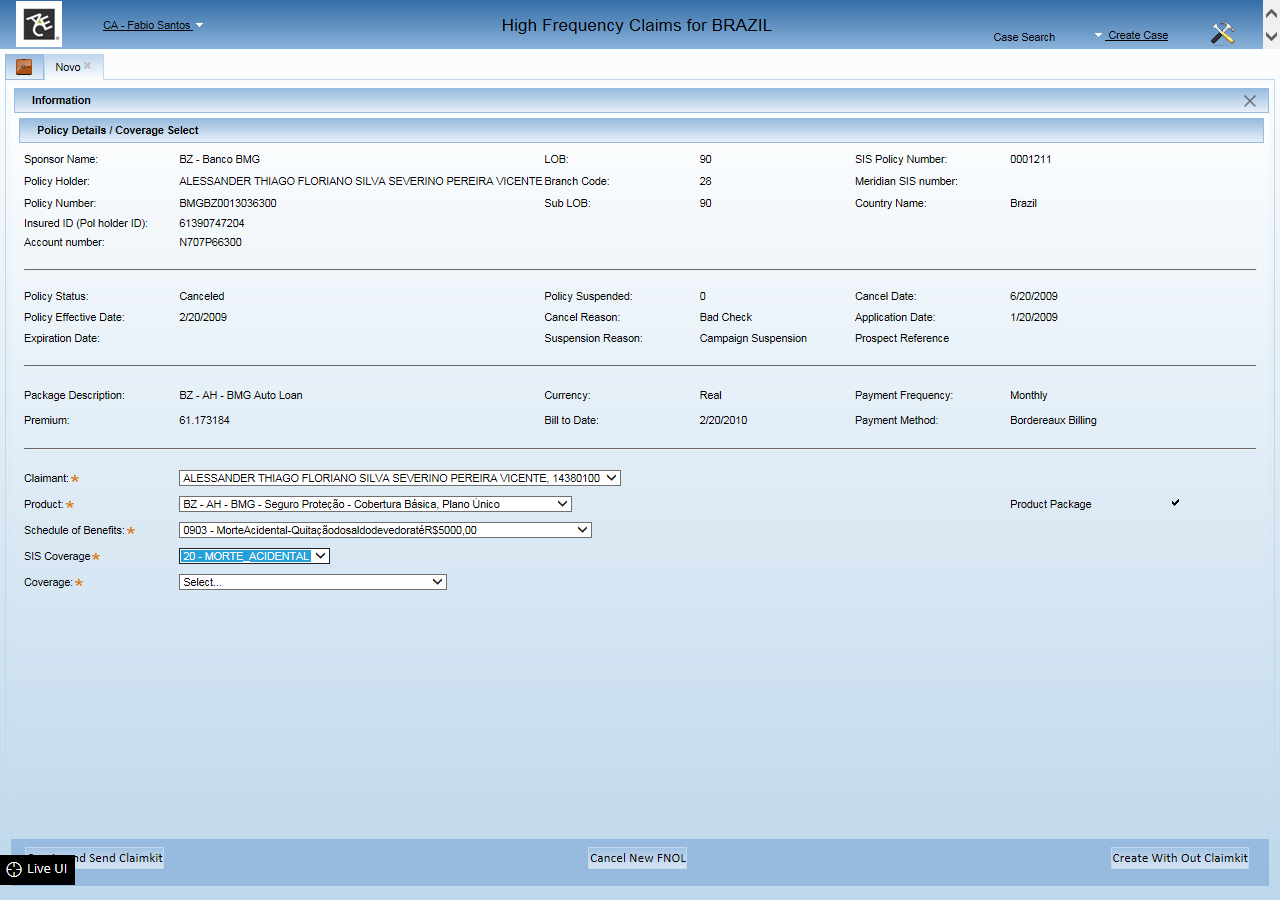 ACE CA - Fabio Santos High Frequency Claims for BRAZIL Case Search Create Case
Novo
Information
Policy Details / Coverage Select
Sponsor Name: BZ - Banco BMG LOB: 90 SIS Policy Number: 0001211
Policy Holder: ALESSANDER THIAGO FLORIANO SILVA SEVERINO PEREIRA VICENTE Branch Code: 28 Meridian SIS number:
Policy Number: BMGBZ0013036300 Sub LOB: 90 Country Name: Brazil
Insured ID (Pol holder ID): 61390747204
Account number: N707P66300
Policy Status: Canceled Policy Suspended: 0 Cancel Date: 6/20/2009
Policy Effective Date: 2/20/2009 Cancel Reason: Bad Check Application Date: 1/20/2009
Expiration Date: Suspension Reason: Campaign Suspension Prospect Reference
Package Description: BZ - AH - BMG Auto Loan Currency: Real Payment Frequency: Monthly
Premium: 61.173184 Bill to Date: 2/20/2010 Payment Method: Bordereaux Billing
Claimant: ALESSANDER THIAGO FLORIANO SILVA SEVERINO PEREIRA VICENTE, 14380100
Product: BZ - AH - BMG - Seguro Proteção - Cobertura Básica, Plano Único Product Package
Schedule of Benefits: 0903 - MorteAcidental-QuitaçãodosaldodevedoratéR$5000,00
SIS Coverage 20 - MORTE_ACIDENTAL
Coverage: Select...
Send Claimkit Cancel New FNOL Create With Out Claimkit
Live UI